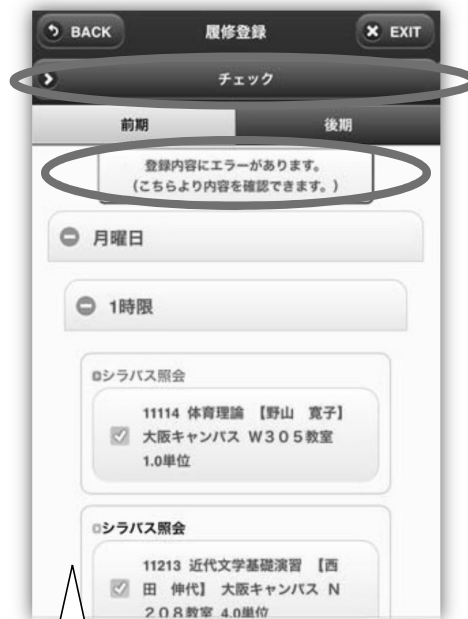 BACK 履修登録 EXIT
チェック
前期 後期
登録内容にエラーがあります。
(こちらより内容を確認できます。)
月曜日
1時限
シラバス照会
11114 体育理論 【野山 寛子】
大阪キャンパス W305教室
1.0単位
シラバス照会
11213 近代文学基礎演習 【西
田 伸代】 大阪キャンパス N
208教室 4.0単位